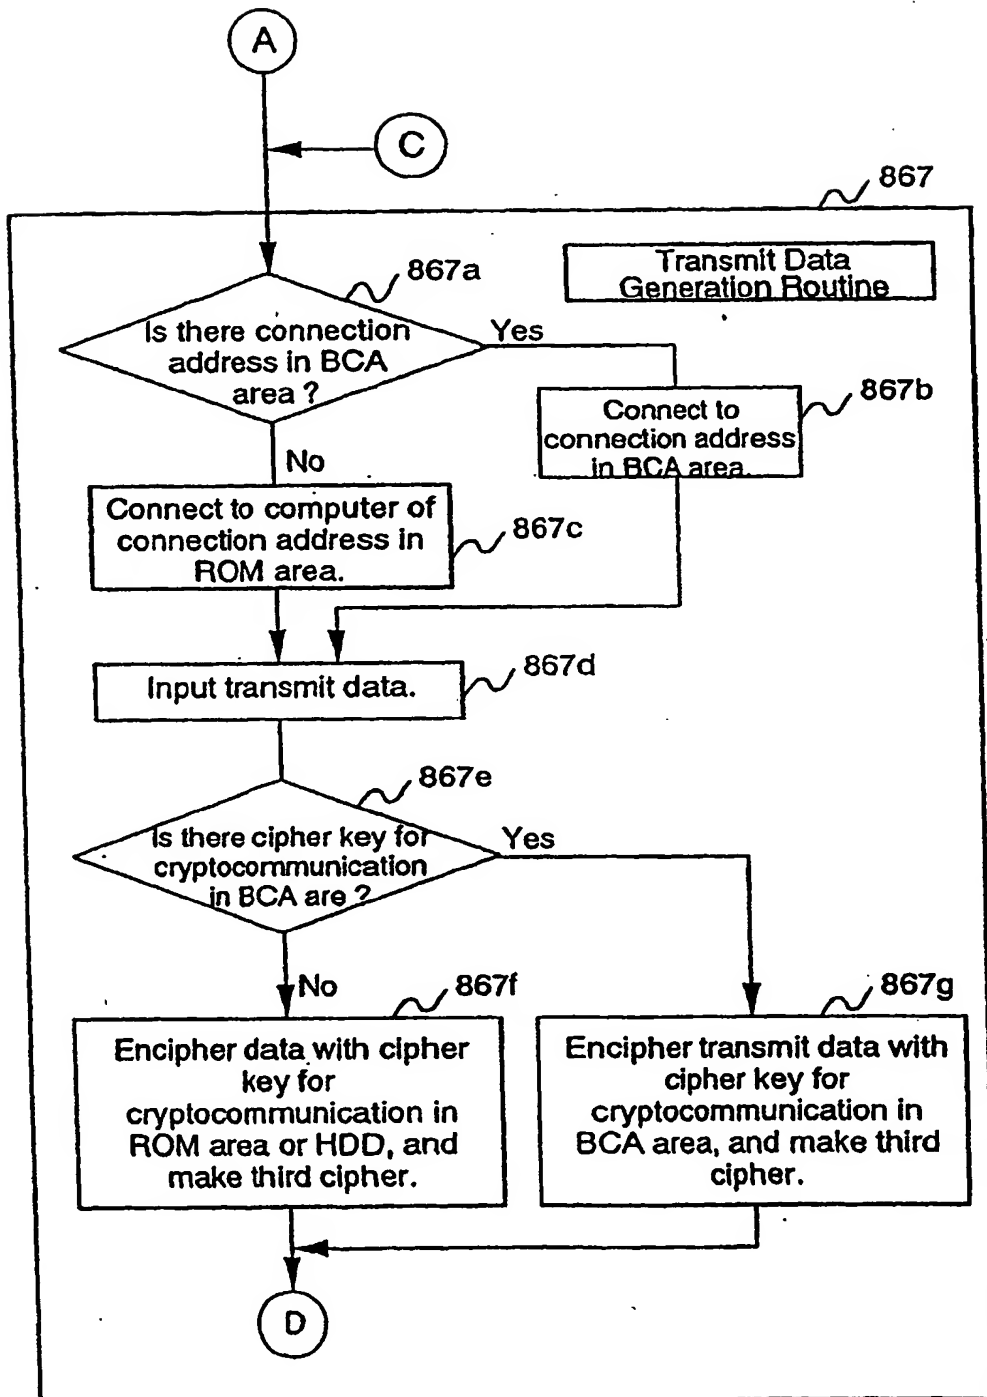 A
C
867
Transmit Data
Generation Routine
867a
Is there connection
address in BCA
area ?
Yes
867b
Connect to
connection address
in BCA area.
No
Connect to computer of
connection address in
ROM area.
867c
Input transmit data.
867d
867e
Is there cipher key for
cryptocommunication
in BCA are ?
Yes
No
867f
Encipher data with cipher
key for
cryptocommunication in
ROM area or HDD, and
make third cipher.
867g
Encipher transmit data with
cipher key for
cryptocommunication in
BCA area, and make third
cipher.
D